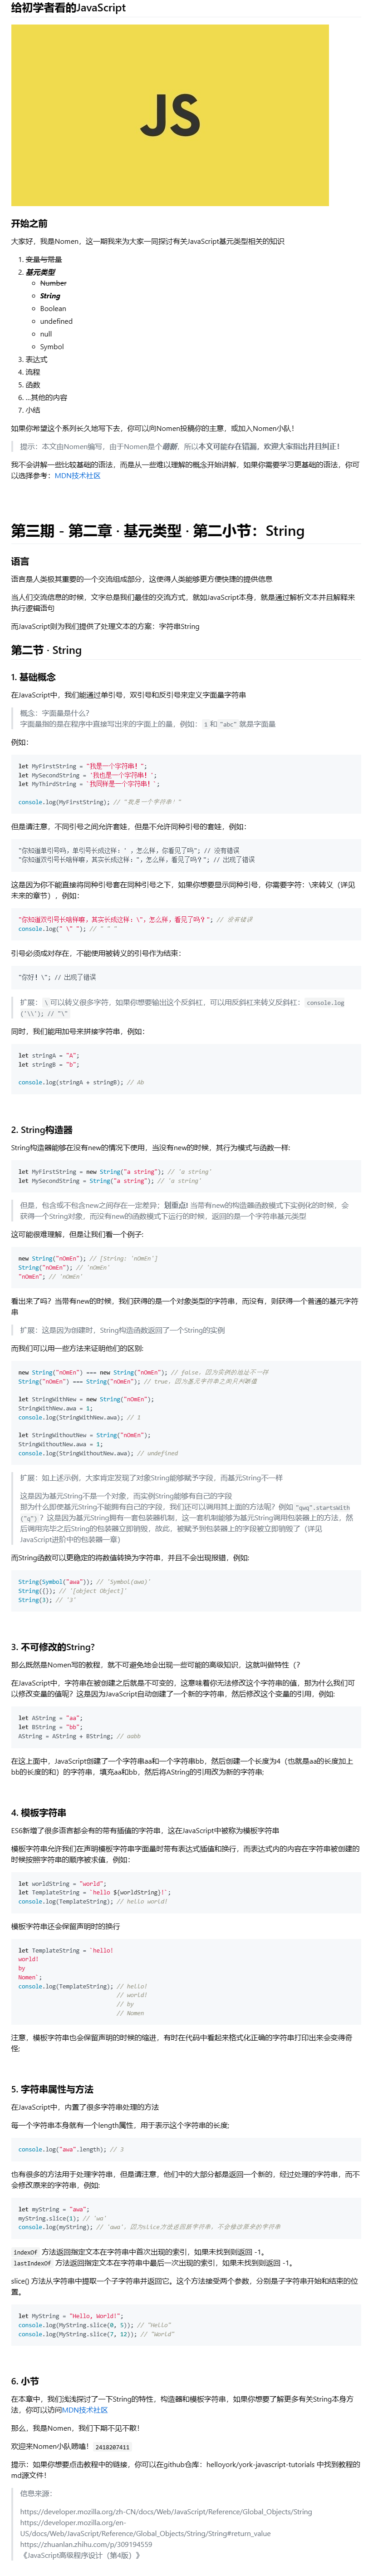 给初学者看的JavaScript
JS
开始之前
大家好，我是Nomen，这一期我来为大家一同探讨有关JavaScript基元类型相关的知识
1. 变量与常量
2. 基元类型
Number
String
Boolean
undefined
null
Symbol
3. 表达式
4. 流程
5. 函数
6. ...其他的内容
7. 小结
如果你希望这个系列长久地写下去，你可以向Nomen投稿你的主意，或加入Nomen小队！
提示：本文由Nomen编写，由于Nomen是个萌新，所以本文可能存在错漏，欢迎大家指出并且纠正！
我不会讲解一些比较基础的语法，而是从一些难以理解的概念开始讲解，如果你需要学习更基础的语法，你可
以选择参考：MDN技术社区
第三期 - 第二章 · 基元类型 · 第二小节：String
语言
语言是人类极其重要的一个交流组成部分，这使得人类能够更方便快捷的提供信息
当人们交流信息的时候，文字总是我们最佳的交流方式，就如JavaScript本身，就是通过解析文本并且解释来
执行逻辑语句
而JavaScript则为我们提供了处理文本的方案：字符串String
第二节 · String
1. 基础概念
在JavaScript中，我们能通过单引号，双引号和反引号来定义字面量字符串
概念：字面量是什么？
字面量指的是在程序中直接写出来的字面上的量，例如： 1 和 "abc" 就是字面量
例如：
let MyFirstString = "我是一个字符串！";
let MySecondString = '我也是一个字符串！';
let MyThirdString = `我同样是一个字符串！`;
console.log(MyFirstString); // "我是一个字符串！"
但是请注意，不同引号之间允许套娃，但是不允许同种引号的套娃，例如：
"你知道单引号吗，单引号长成这样：' ，怎么样，你看见了吗"; // 没有错误
"你知道双引号长啥样嘛，其实长成这样："，怎么样，看见了吗？"; // 出现了错误
这是因为你不能直接将同种引号套在同种引号之下，如果你想要显示同种引号，你需要字符：\来转义（详见
未来的章节），例如：
"你知道双引号长啥样嘛，其实长成这样：\"，怎么样，看见了吗？"; // 没有错误
console.log(" \" "); // " " "
引号必须成对存在，不能使用被转义的引号作为结束：
"你好！\"; // 出现了错误
扩展： \ 可以转义很多字符，如果你想要输出这个反斜杠，可以用反斜杠来转义反斜杠： console.log
('\\'); // "\"
同时，我们能用加号来拼接字符串，例如：
let stringA = "A";
let stringB = "b";
console.log(stringA + stringB); // Ab
2. String构造器
String构造器能够在没有new的情况下使用，当没有new的时候，其行为模式与函数一样:
let MyFirstString = new String("a string"); // 'a string'
let MySecondString = String("a string"); // 'a string'
但是，包含或不包含new之间存在一定差异；划重点! 当带有new的构造器函数模式下实例化的时候，会
获得一个String对象，而没有new的函数模式下运行的时候，返回的是一个字符串基元类型
这可能很难理解，但是让我们看一个例子：
new String("nOmEn"); // [String: 'nOmEn']
String("nOmEn"); // 'nOmEn'
"nOmEn"; // 'nOmEn'
看出来了吗？当带有new的时候，我们获得的是一个对象类型的字符串，而没有，则获得一个普通的基元字符
串
扩展：这是因为创建时，String构造函数返回了一个String的实例
而我们可以用一些方法来证明他们的区别:
new String("nOmEn") === new String("nOmEn"); // false，因为实例的地址不一样
String("nOmEn") === String("nOmEn"); // true，因为基元字符串之间只判断值
let StringWithNew = new String("nOmEn");
StringWithNew.awa = 1;
console.log(StringWithNew.awa); // 1
let StringWithoutNew = String("nOmEn");
StringWithoutNew.awa = 1;
console.log(StringWithoutNew.awa); // undefined
扩展：如上述示例，大家肯定发现了对象String能够赋予字段，而基元String不一样
这是因为基元String不是一个对象，而实例String能够有自己的字段
那为什么即使基元String不能拥有自己的字段，我们还可以调用其上面的方法呢？例如 "qwq".startsWith
("q") ？这是因为基元String拥有一套包装器机制，这一套机制能够为基元String调用包装器上的方法，然
后调用完毕之后String的包装器立即销毁，故此，被赋予到包装器上的字段被立即销毁了（详见
JavaScript进阶中的包装器一章）
而String函数可以更稳定的将数值转换为字符串，并且不会出现报错，例如:
String(Symbol("awa")); // 'Symbol(awa)'
String({}); // '[object Object]'
String(3); // '3'
3. 不可修改的String?
那么既然是Nomen写的教程，就不可避免地会出现一些可能的高级知识，这就叫做特性（？
在JavaScript中，字符串在被创建之后就是不可变的，这意味着你无法修改这个字符串的值，那为什么我们可
以修改变量的值呢？这是因为JavaScript自动创建了一个新的字符串，然后修改这个变量的引用，例如:
let AString = "aa";
let BString = "bb";
AString = AString + BString; // aabb
在这上面中，JavaScript创建了一个字符串aa和一个字符串bb，然后创建一个长度为4（也就是aa的长度加上
bb的长度的和）的字符串，填充aa和bb，然后将AString的引用改为新的字符串;
4. 模板字符串
ES6新增了很多语言都会有的带有插值的字符串，这在JavaScript中被称为模板字符串
模板字符串允许我们在声明模板字符串字面量时带有表达式插值和换行，而表达式内的内容在字符串被创建的
时候按照字符串的顺序被求值，例如：
let worldString = "world";
let TemplateString = `hello ${worldString}!`;
console.log(TemplateString); // hello world!
模板字符串还会保留声明时的换行
let TemplateString = `hello!
world!
by
Nomen`;
console.log(TemplateString); // hello!
// world!
// by
// Nomen
注意，模板字符串也会保留声明的时候的缩进，有时在代码中看起来格式化正确的字符串打印出来会变得奇
怪;
5. 字符串属性与方法
在JavaScript中，内置了很多字符串处理的方法
每一个字符串本身就有一个length属性，用于表示这个字符串的长度;
console.log("awa".length); // 3
也有很多的方法用于处理字符串，但是请注意，他们中的大部分都是返回一个新的，经过处理的字符串，而不
会修改原来的字符串，例如:
let myString = "awa";
myString.slice(1); // 'wa'
console.log(myString); // 'awa'，因为slice方法返回新字符串，不会修改原来的字符串
indexOf 方法返回指定文本在字符串中首次出现的索引，如果未找到则返回 -1。
lastIndexOf 方法返回指定文本在字符串中最后一次出现的索引，如果未找到则返回 -1。
slice() 方法从字符串中提取一个子字符串并返回它。这个方法接受两个参数，分别是子字符串开始和结束的位
置。
let MyString = "Hello, World!";
console.log(MyString.slice(0, 5)); // "Hello"
console.log(MyString.slice(7, 12)); // "World"
6. 小节
在本章中，我们浅浅探讨了一下String的特性，构造器和模板字符串，如果你想要了解更多有关String本身方
法，你可以访问MDN技术社区
那么，我是Nomen，我们下期不见不散！
欢迎来Nomen小队唠嗑！ 2418207411
提示：如果你想要点击教程中的链接，你可以在github仓库：helloyork/york-javascript-tutorials 中找到教程的
md源文件！
信息来源：
https://developer.mozilla.org/zh-CN/docs/Web/JavaScript/Reference/Global_Objects/String
https://developer.mozilla.org/en-
US/docs/Web/JavaScript/Reference/Global_Objects/String/String#return_value
https://zhuanlan.zhihu.com/p/309194559
《JavaScript高级程序设计（第4版）》